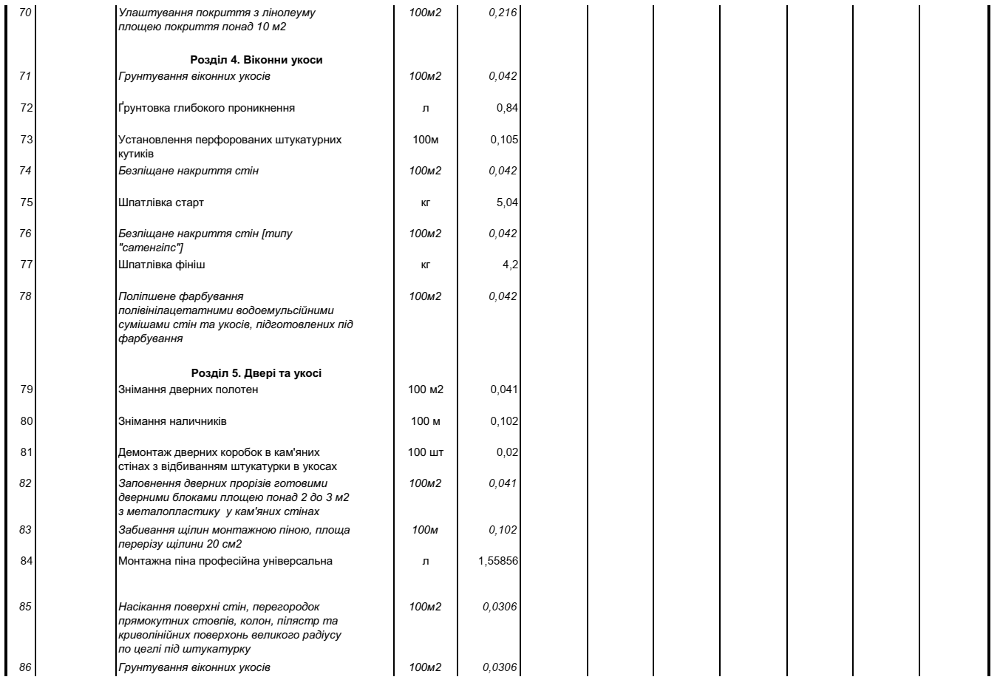 70 Улаштування покриття з лінолеуму 100м2 0,216
площею покриття понад 10 м2
Розділ 4. Віконни укоси
71 Грунтування віконних укосів 100м2 0,042
72 Ґрунтовка глибокого проникнення л 0,84
73 Установлення перфорованих штукатурних 100м 0,105
кутиків
74 Безпіщане накриття стін 100м2 0,042
75 Шпатлівка старт кг 5,04
76 Безпіщане накриття стін [типу 100м2 0,042
"сатенгіпс"]
77 Шпатлівка фініш кг 4,2
78 Поліпшене фарбування 100м2 0,042
полівінілацетатними водоемульсійними
сумішами стін та укосів, підготовлених під
фарбування
Розділ 5. Двері та укосі
79 Знімання дверних полотен 100 м2 0,041
80 Знімання наличників 100 м 0,102
81 Демонтаж дверних коробок в кам'яних 100 шт 0,02
стінах з відбиванням штукатурки в укосах
82 Заповнення дверних прорізів готовими 100м2 0,041
дверними блоками площею понад 2 до 3 м2
з металопластику у кам'яних стінах
83 Забивання щілин монтажною піною, площа 100м 0,102
перерізу щілини 20 см2
84 Монтажна піна професійна універсальна л 1,55856
85 Насікання поверхні стін, перегородок 100м2 0,0306
прямокутних стовпів, колон, пілястр та
криволінійних поверхонь великого радіусу
по цеглі під штукатурку
86 Грунтування віконних укосів 100м2 0,0306